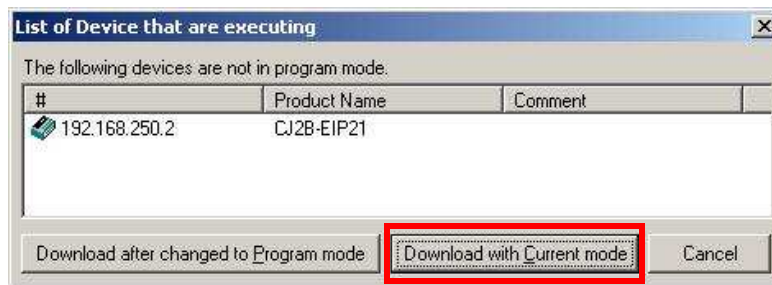 List of Device that are executing
The following devices are not in program mode.
# Product Name Comment
192.168.250.2 CJ2B-EIP21
Download after changed to Program mode Download with Current mode Cancel